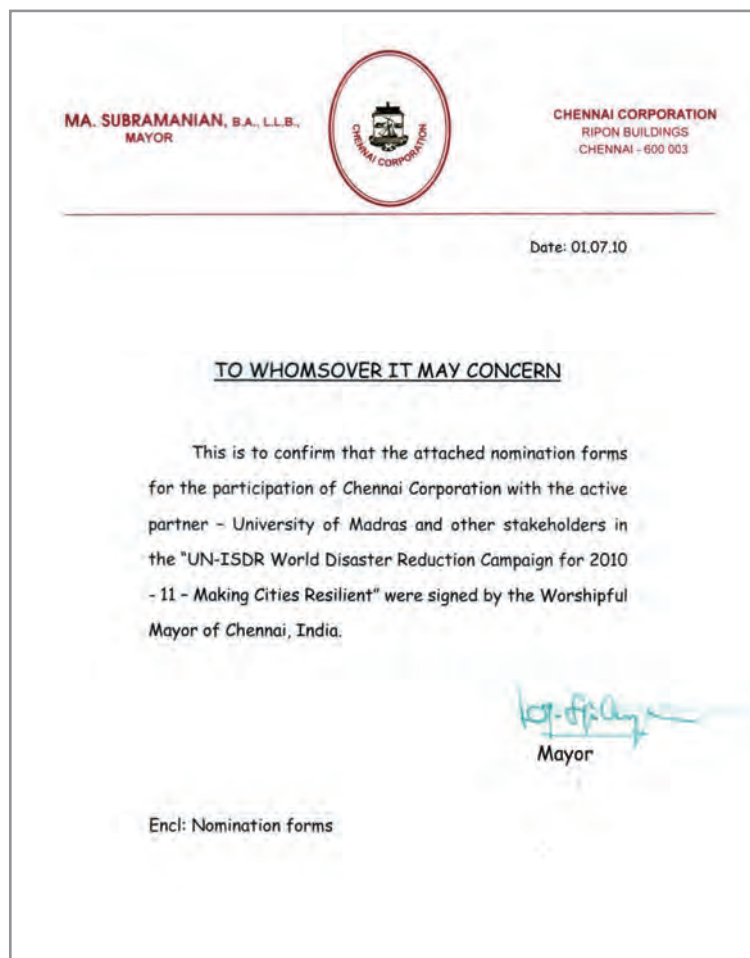 MA. SUBRAMANIAN, B.A., L.L.B.,
MAYOR
CHENNAI CORPORATION
CHENNAI CORPORATION
RIPON BUILDINGS
CHENNAI - 600 003
Date: 01.07.10
TO WHOMSOVER IT MAY CONCERN
This is to confirm that the attached nomination forms
for the participation of Chennai Corporation with the active
partner – University of Madras and other stakeholders in
the "UN-ISDR World Disaster Reduction Campaign for 2010
- 11 – Making Cities Resilient" were signed by the Worshipful
Mayor of Chennai, India.
Mayor
Encl: Nomination forms